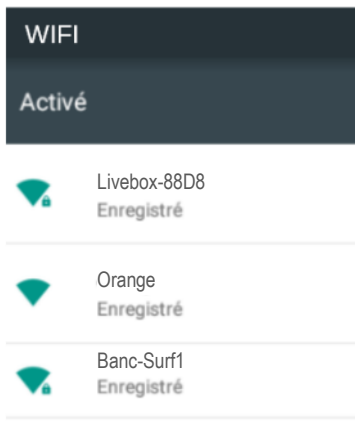 WIFI
Activé
Livebox-88D8
Enregistré
Orange
Enregistré
Banc-Surf1
Enregistré